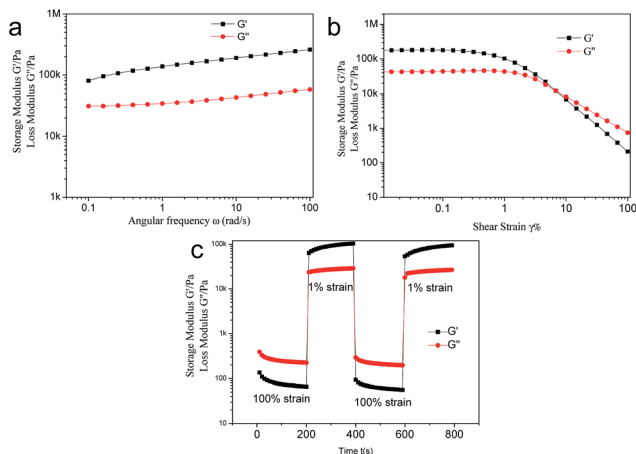 a
Storage Modulus G'/Pa
Loss Modulus G''/Pa
1M
100k
10k
1k
G'
G''
0.1 1 10 100
Angular frequency ω (rad/s)
b
Storage Modulus G'/Pa
Loss Modulus G''/Pa
1M
100k
10k
1k
100
10
G'
G''
0.1 1 10 100
Shear Strain γ%
c
Storage Modulus G'/Pa
Loss Modulus G''/Pa
100k
10k
1k
100
10
1% strain
1% strain
G'
G''
100% strain
100% strain
0 200 400 600 800
Time t(s)